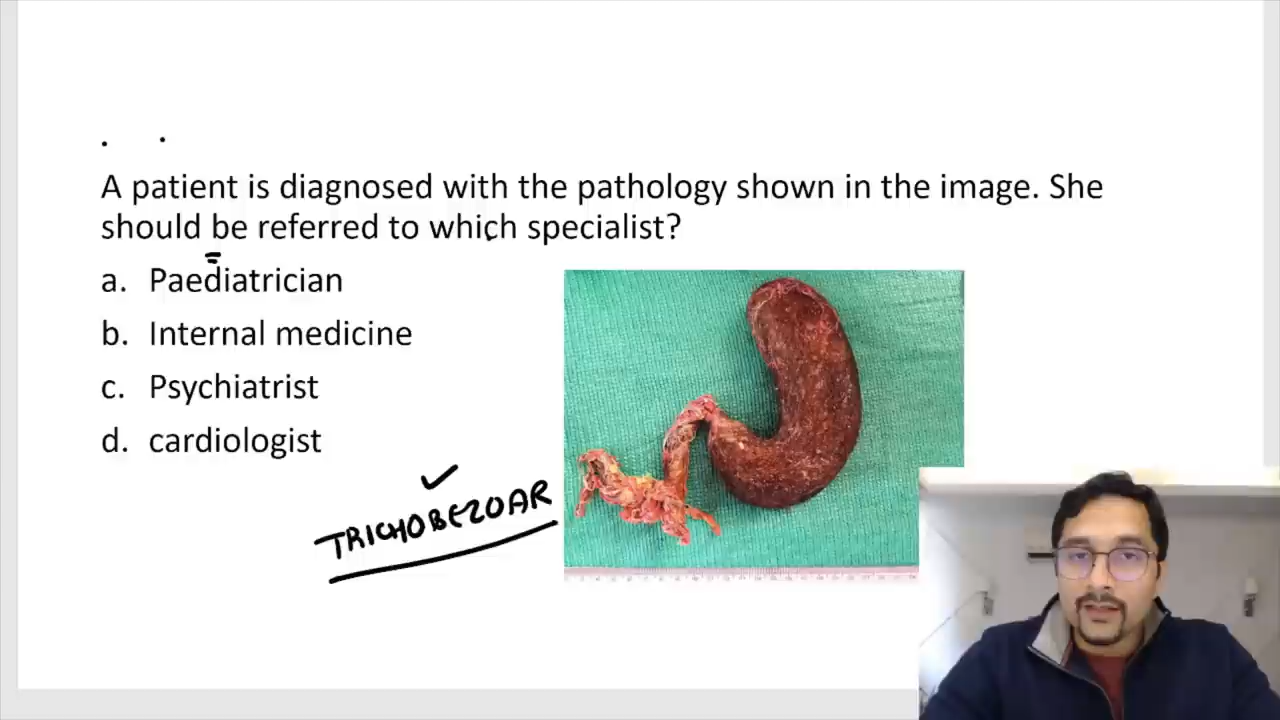 A patient is diagnosed with the pathology shown in the image. She
should be referred to which specialist?
a. Paediatrician
b. Internal medicine
c. Psychiatrist
d. cardiologist
TRICHOBEZOAR